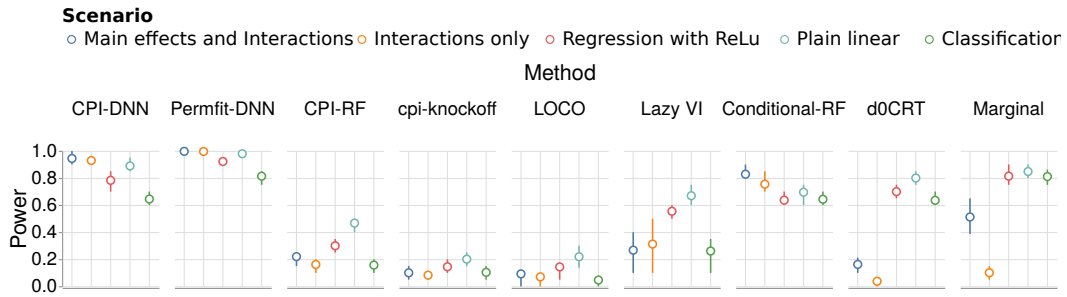 Scenario
Main effects and Interactions Interactions only Regression with ReLu Plain linear Classification
Method
CPI-DNN Permfit-DNN CPI-RF cpi-knockoff LOCO Lazy VI Conditional-RF d0CRT Marginal
Power
1.0
0.8
0.6
0.4
0.2
0.0